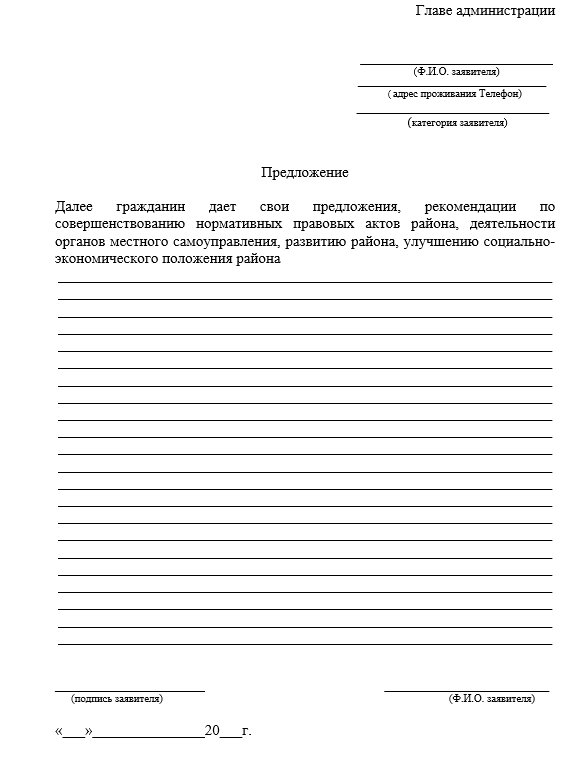 Главе администрации
(Ф.И.О. заявителя)
( адрес проживания Телефон)
(категория заявителя)
Предложение
Далее гражданин дает свои предложения, рекомендации по
совершенствованию нормативных правовых актов района, деятельности
органов местного самоуправления, развитию района, улучшению социально-
экономического положения района
(подпись заявителя) (Ф.И.О. заявителя)
«___»_______________20___г.